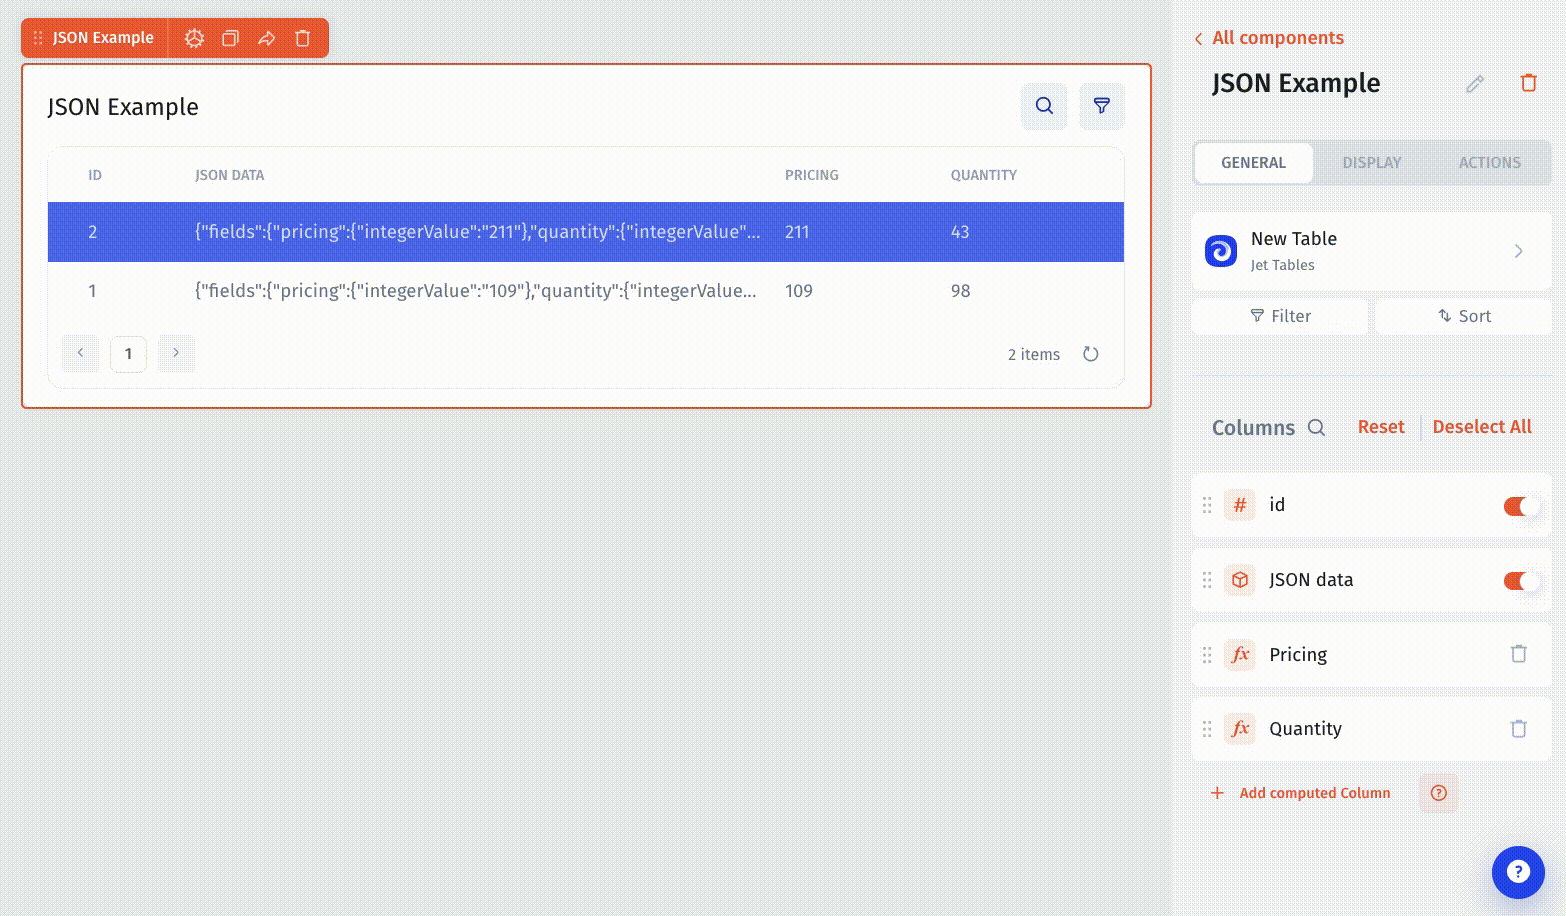 JSON Example
JSON Example
ID JSON DATA PRICING QUANTITY
2 {"fields":{"pricing":{"integerValue":"211"},"quantity":{"integerValue"... 211 43
1 {"fields":{"pricing":{"integerValue":"109"},"quantity":{"integerValue... 109 98
1
2 items
All components
JSON Example
GENERAL DISPLAY ACTIONS
New Table
Jet Tables
Filter Sort
Columns Reset Deselect All
# id
JSON data
fx Pricing
fx Quantity
+ Add computed Column ?
?